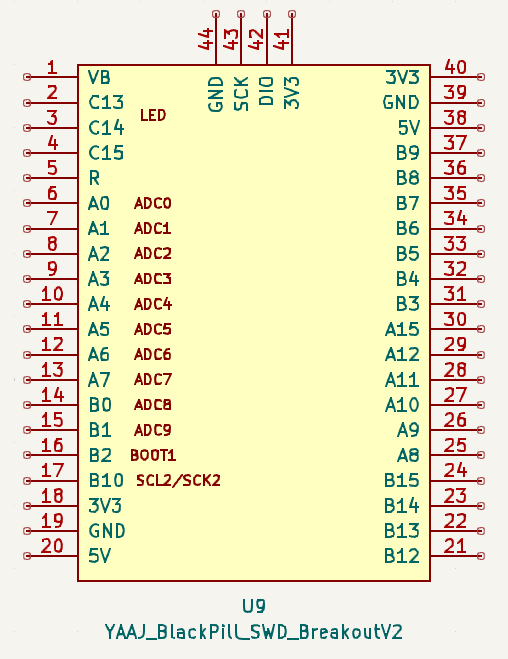 44 43 42 41
GND SCK DIO 3V3
1 VB 3V3 40
2 C13 GND 39
LED
3 C14 5V 38
4 C15 B9 37
5 R B8 36
6 A0 ADC0 B7 35
7 A1 ADC1 B6 34
8 A2 ADC2 B5 33
9 A3 ADC3 B4 32
10 A4 ADC4 B3 31
11 A5 ADC5 A15 30
12 A6 ADC6 A12 29
13 A7 ADC7 A11 28
14 B0 ADC8 A10 27
15 B1 ADC9 A9 26
16 B2 BOOT1 A8 25
17 B10 SCL2/SCK2 B15 24
18 3V3 B14 23
19 GND B13 22
20 5V B12 21
U9
YAAJ_BlackPill_SWD_BreakoutV2